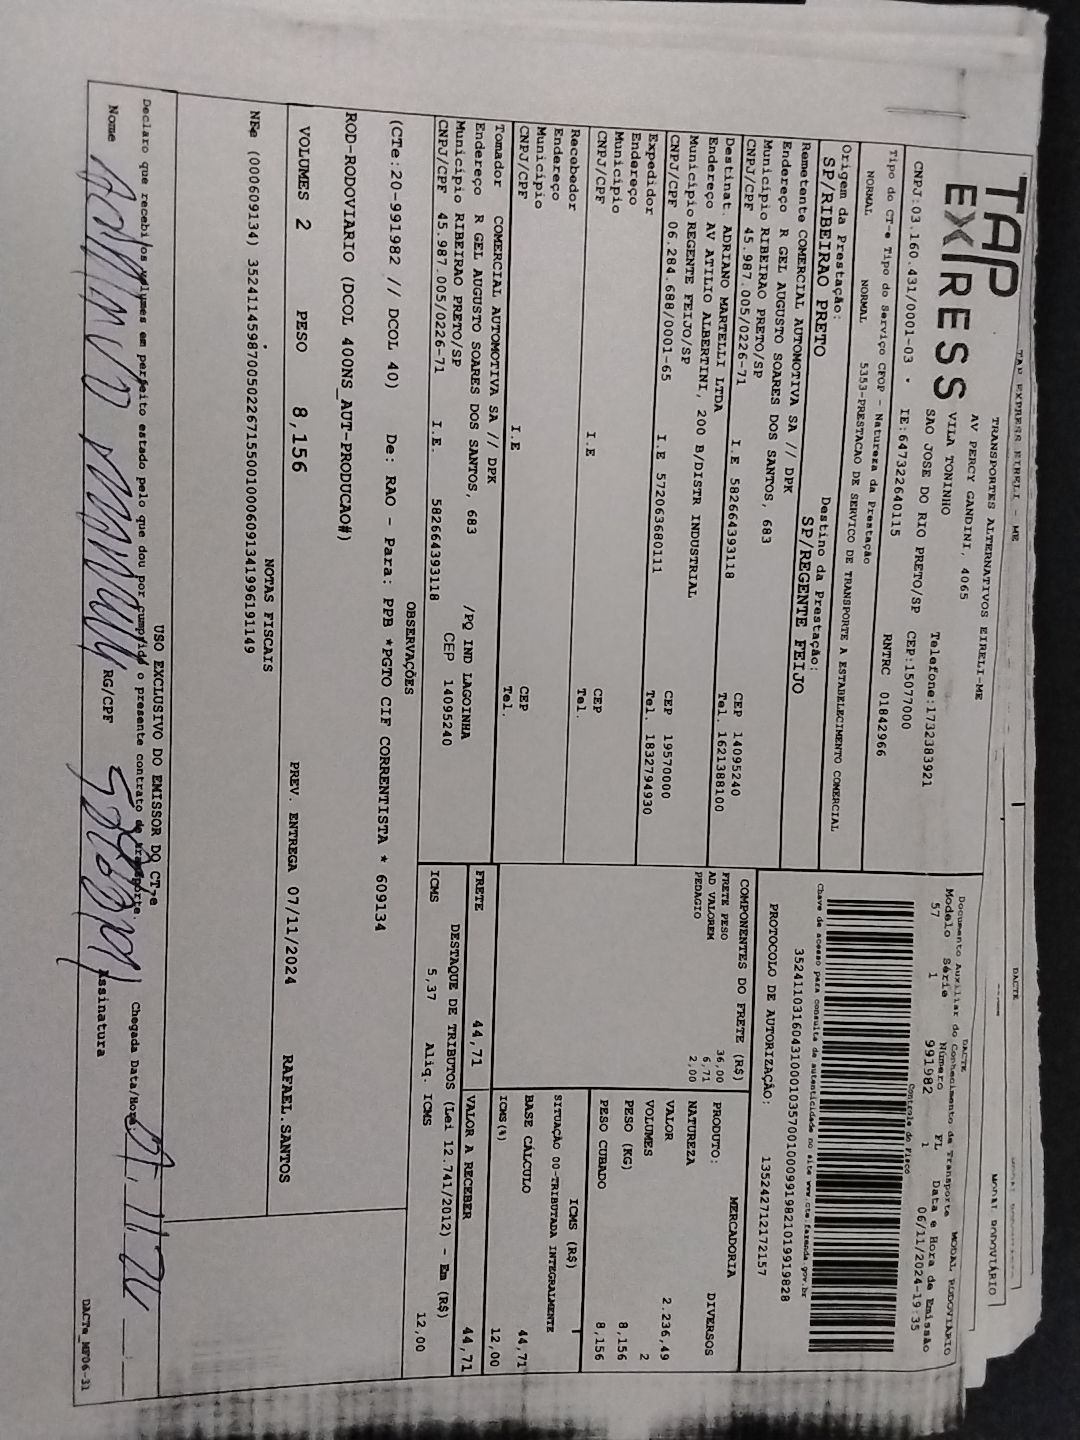 TAP EXPRESS EIRELI - ME
DACTE
MODAL RODOVIÁRIO
TAP
EXPRESS
TRANSPORTES ALTERNATIVOS EIRELI-ME
AV PERCY GANDINI, 4065
VILA TONINHO
SAO JOSE DO RIO PRETO/SP CEP:15077000
Telefone:1732383921
CNPJ:03.160.431/0001-03 IE:647322640115 RNTRC 01842966
DACTE MODAL RODOVIÁRIO
Documento Auxiliar do Conhecimento de Transporte
Modelo Série Número FL Data e Hora de Emissão
57 1 991982 1 06/11/2024-19:35
Controle do Fisco
Chave de acesso para consulta de autenticidade no site www.cte.fazenda.gov.br
35241103160431000103570010009919821019919828
PROTOCOLO DE AUTORIZAÇÃO: 135242712172157
Tipo do CT-e Tipo do Serviço CFOP - Natureza da Prestação
NORMAL NORMAL 5353-PRESTACAO DE SERVICO DE TRANSPORTE A ESTABELECIMENTO COMERCIAL
Origem da Prestação: Destino da Prestação:
SP/RIBEIRAO PRETO SP/REGENTE FEIJO
Remetente COMERCIAL AUTOMOTIVA SA // DPK
Endereço R GEL AUGUSTO SOARES DOS SANTOS, 683
Município RIBEIRAO PRETO/SP CEP 14095240
CNPJ/CPF 45.987.005/0226-71 I.E 582664393118 Tel. 1621388100
Destinat. ADRIANO MARTELLI LTDA
Endereço AV ATILIO ALBERTINI, 200 B/DISTR INDUSTRIAL
Município REGENTE FEIJO/SP CEP 19570000
CNPJ/CPF 06.284.688/0001-65 I.E 572063680111 Tel. 1832794930
Expedidor
Endereço
Município CEP
CNPJ/CPF I.E Tel.
Recebedor
Endereço
Município CEP
CNPJ/CPF I.E Tel.
Tomador COMERCIAL AUTOMOTIVA SA // DPK
Endereço R GEL AUGUSTO SOARES DOS SANTOS, 683 /PQ IND LAGOINHA
Município RIBEIRAO PRETO/SP CEP 14095240
CNPJ/CPF 45.987.005/0226-71 I.E. 582664393118
COMPONENTES DO FRETE (R$)
FRETE PESO 36,00
AD VALOREM 6,71
PEDAGIO 2,00
MERCADORIA
PRODUTO: DIVERSOS
NATUREZA
VALOR 2.236,49
VOLUMES 2
PESO (KG) 8,156
PESO CUBADO 8,156
ICMS (R$)
SITUAÇÃO 00-TRIBUTADA INTEGRALMENTE
BASE CÁLCULO 44,71
ICMS(%) 12,00
FRETE 44,71 VALOR A RECEBER 44,71
DESTAQUE DE TRIBUTOS (Lei 12.741/2012) - Em (R$)
ICMS 5,37 Aliq. ICMS 12,00
OBSERVAÇÕES
(CTe:20-991982 // DCOL 40) De: RAO - Para: PPB *PGTO CIF CORRENTISTA * 609134
ROD-RODOVIARIO (DCOL 400NS_AUT-PRODUCAO#)
VOLUMES 2 PESO 8,156 PREV. ENTREGA 07/11/2024 RAFAEL.SANTOS
NOTAS FISCAIS
NFe (000609134) 35241145987005022671550010006091341996191149
USO EXCLUSIVO DO EMISSOR DO CT-e
Declaro que recebi os volumes em perfeito estado pelo que dou por cumprido o presente contrato de transporte.
Nome RG/CPF Assinatura Chegada Data/Hora:
DACTe_MF06-31